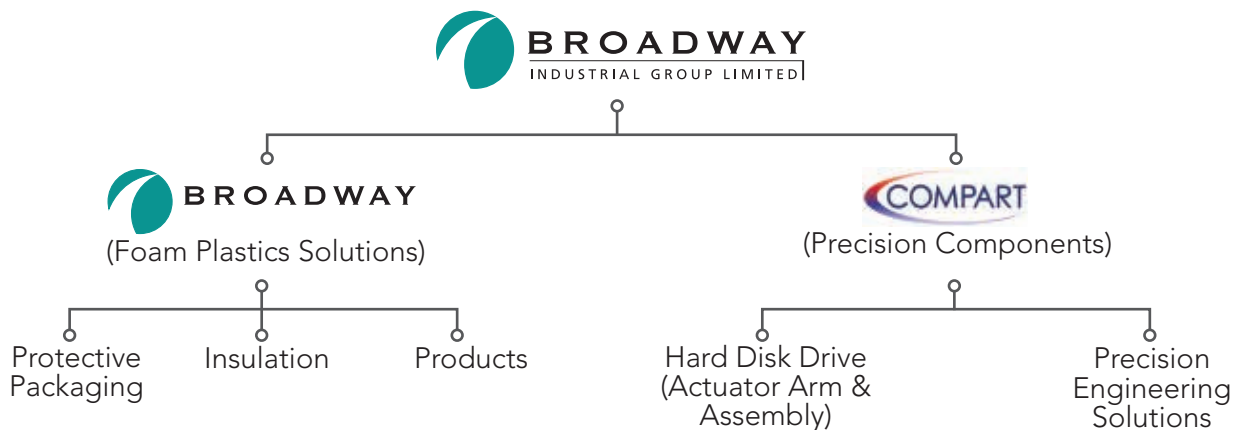 BROADWAY
INDUSTRIAL GROUP LIMITED
BROADWAY
(Foam Plastics Solutions)
COMPART
(Precision Components)
Protective
Packaging
Insulation
Products
Hard Disk Drive
(Actuator Arm &
Assembly)
Precision
Engineering
Solutions